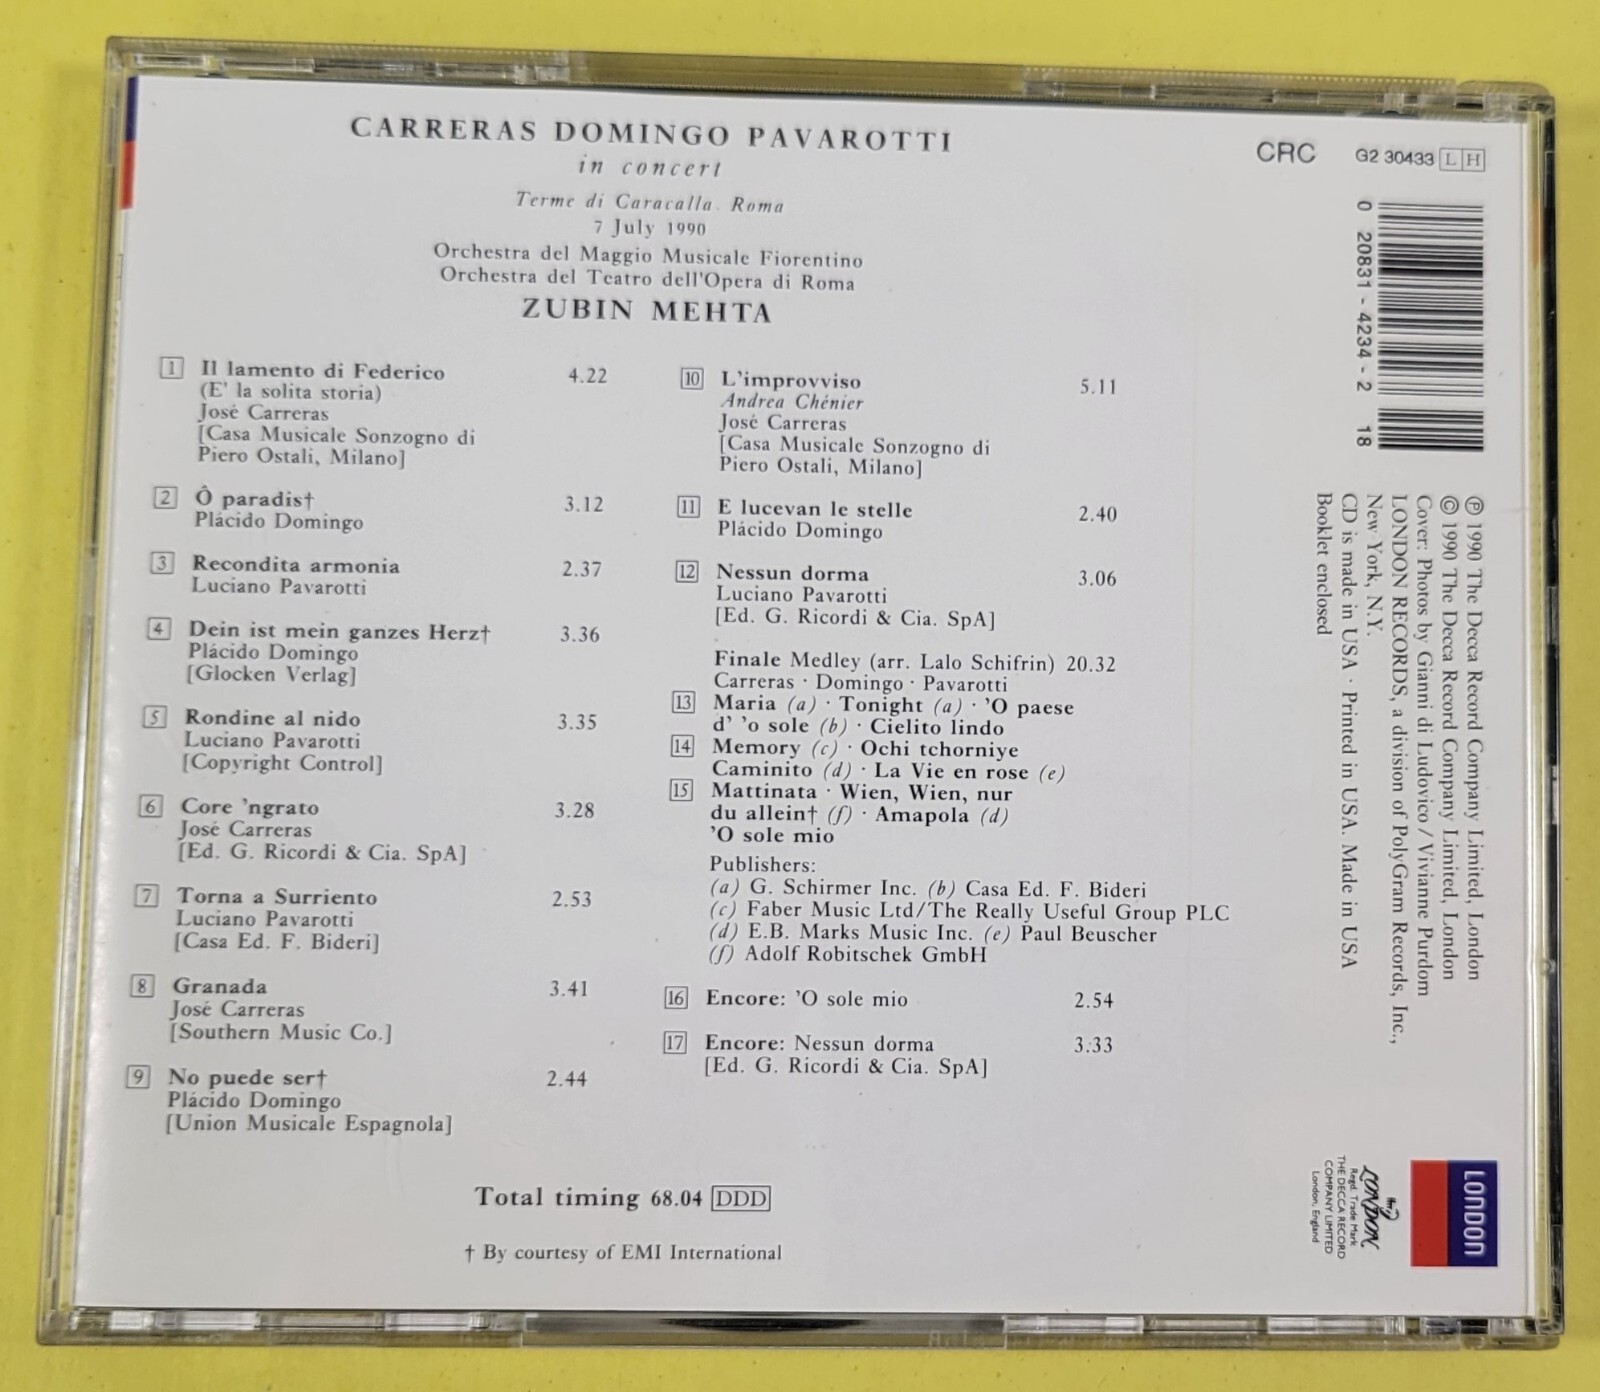 CARRERAS DOMINGO PAVAROTTI
in concert
Terme di Caracalla Roma
7 July 1990
Orchestra del Maggio Musicale Fiorentino
Orchestra del Teatro dell'Opera di Roma
ZUBIN MEHTA
1 Il lamento di Federico 4.22
(E' la solita storia)
José Carreras
[Casa Musicale Sonzogno di
Piero Ostali, Milano]
2 Ô paradis† 3.12
Plácido Domingo
3 Recondita armonia 2.37
Luciano Pavarotti
4 Dein ist mein ganzes Herz† 3.36
Plácido Domingo
[Glocken Verlag]
5 Rondine al nido 3.35
Luciano Pavarotti
[Copyright Control]
6 Core 'ngrato 3.28
José Carreras
[Ed. G. Ricordi & Cia. SpA]
7 Torna a Surriento 2.53
Luciano Pavarotti
[Casa Ed. F. Bideri]
8 Granada 3.41
José Carreras
[Southern Music Co.]
9 No puede ser† 2.44
Plácido Domingo
[Union Musicale Espagnola]
10 L'improvviso 5.11
Andrea Chénier
José Carreras
[Casa Musicale Sonzogno di
Piero Ostali, Milano]
11 E lucevan le stelle 2.40
Plácido Domingo
12 Nessun dorma 3.06
Luciano Pavarotti
[Ed. G. Ricordi & Cia. SpA]
Finale Medley (arr. Lalo Schifrin) 20.32
Carreras · Domingo · Pavarotti
13 Maria (a) · Tonight (a) · 'O paese
d' 'o sole (b) · Cielito lindo
14 Memory (c) · Ochi tchorniye
Caminito (d) · La Vie en rose (e)
15 Mattinata · Wien, Wien, nur
du allein† (f) · Amapola (d)
'O sole mio
Publishers:
(a) G. Schirmer Inc. (b) Casa Ed. F. Bideri
(c) Faber Music Ltd/The Really Useful Group PLC
(d) E.B. Marks Music Inc. (e) Paul Beuscher
(f) Adolf Robitschek GmbH
16 Encore: 'O sole mio 2.54
17 Encore: Nessun dorma 3.33
[Ed. G. Ricordi & Cia. SpA]
Total timing 68.04 DDD
† By courtesy of EMI International
CRC G2 30433 L H
0 20831 - 4234 - 2 18
℗ 1990 The Decca Record Company Limited, London
© 1990 The Decca Record Company Limited, London
Cover: Photos by Gianni di Ludovico / Vivianne Purdom
LONDON RECORDS, a division of PolyGram Records, Inc.,
New York, N.Y.
CD is made in USA · Printed in USA. Made in USA
Booklet enclosed
LONDON
LONDON
Regd. Trade Mark
THE DECCA RECORD
COMPANY LIMITED
London, England